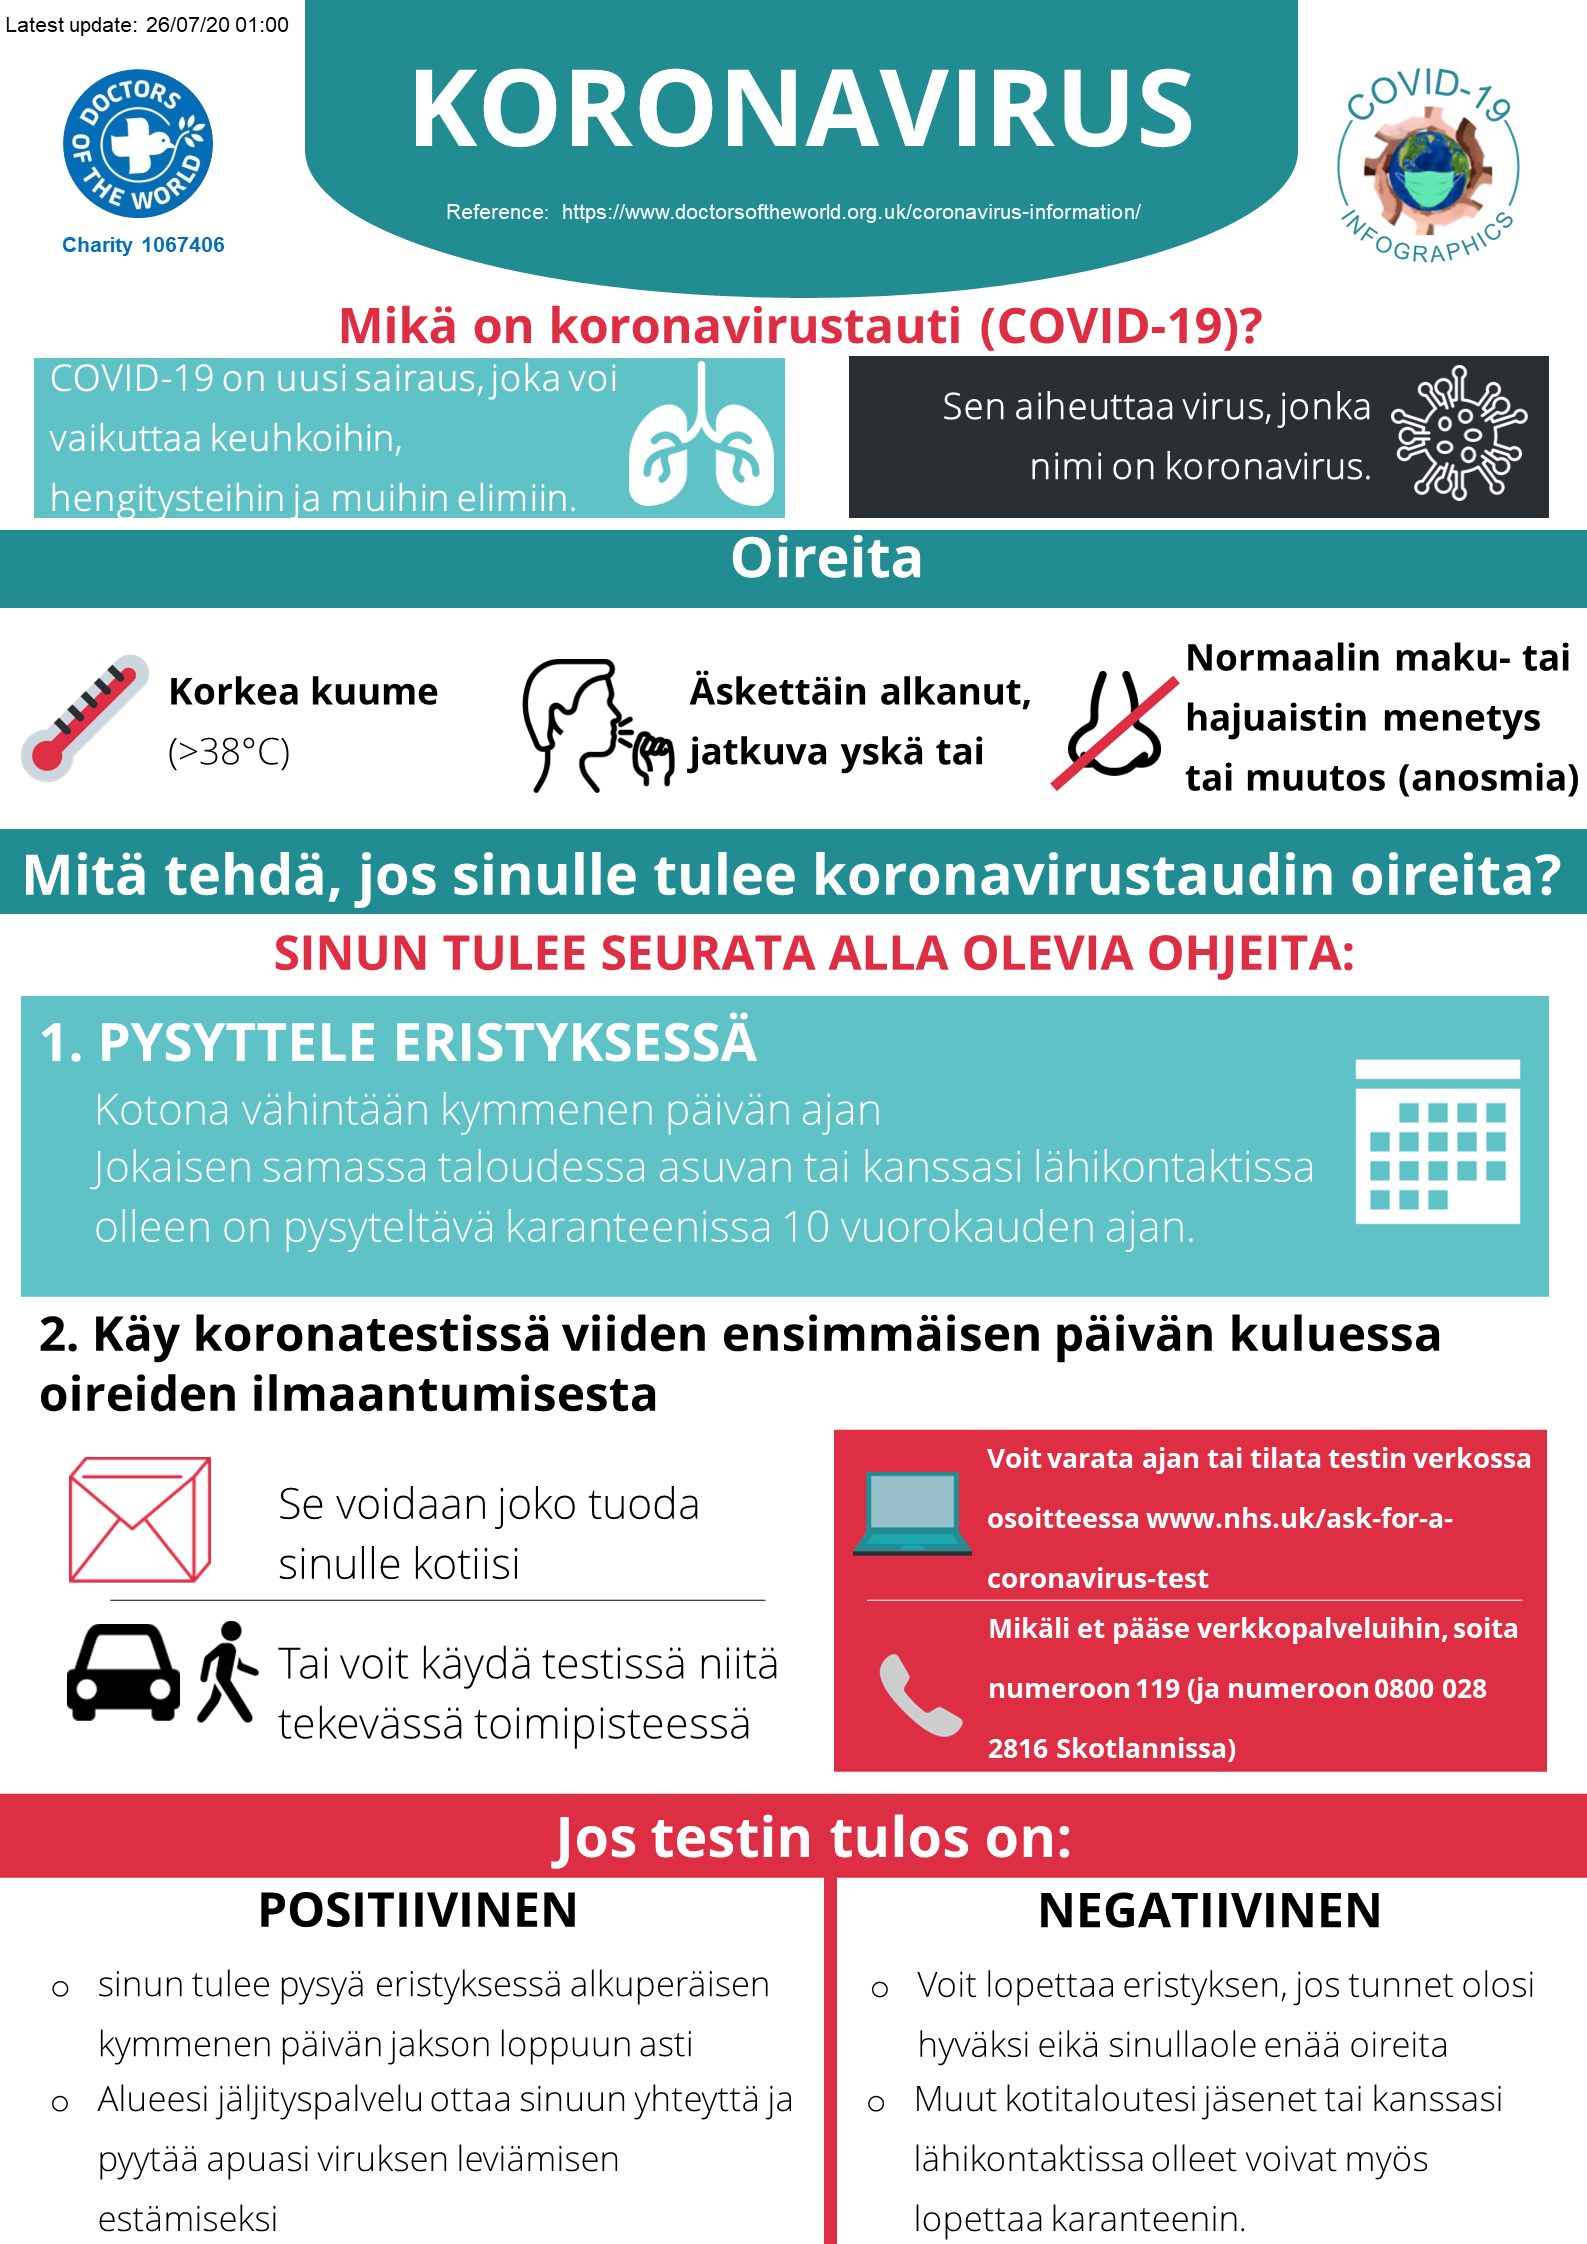 Latest update: 26/07/20 01:00
DOCTORS OF THE WORLD
Charity 1067406
KORONAVIRUS
Reference: https://www.doctorsoftheworld.org.uk/coronavirus-information/
COVID-19
INFOGRAPHICS
Mikä on koronavirustauti (COVID-19)?
COVID-19 on uusi sairaus, joka voi
vaikuttaa keuhkoihin,
hengitysteihin ja muihin elimiin.
Sen aiheuttaa virus, jonka
nimi on koronavirus.
Oireita
Korkea kuume
(>38°C)
Äskettäin alkanut,
jatkuva yskä tai
Normaalin maku- tai
hajuaistin menetys
tai muutos (anosmia)
Mitä tehdä, jos sinulle tulee koronavirustaudin oireita?
SINUN TULEE SEURATA ALLA OLEVIA OHJEITA:
1. PYSYTTELE ERISTYKSESSÄ
Kotona vähintään kymmenen päivän ajan
Jokaisen samassa taloudessa asuvan tai kanssasi lähikontaktissa
olleen on pysyteltävä karanteenissa 10 vuorokauden ajan.
2. Käy koronatestissä viiden ensimmäisen päivän kuluessa
oireiden ilmaantumisesta
Se voidaan joko tuoda
sinulle kotiisi
Tai voit käydä testissä niitä
tekevässä toimipisteessä
Voit varata ajan tai tilata testin verkossa
osoitteessa www.nhs.uk/ask-for-a-
coronavirus-test
Mikäli et pääse verkkopalveluihin, soita
numeroon 119 (ja numeroon 0800 028
2816 Skotlannissa)
Jos testin tulos on:
POSITIIVINEN
o sinun tulee pysyä eristyksessä alkuperäisen
kymmenen päivän jakson loppuun asti
o Alueesi jäljityspalvelu ottaa sinuun yhteyttä ja
pyytää apuasi viruksen leviämisen
estämiseksi
NEGATIIVINEN
o Voit lopettaa eristyksen, jos tunnet olosi
hyväksi eikä sinullaole enää oireita
o Muut kotitaloutesi jäsenet tai kanssasi
lähikontaktissa olleet voivat myös
lopettaa karanteenin.